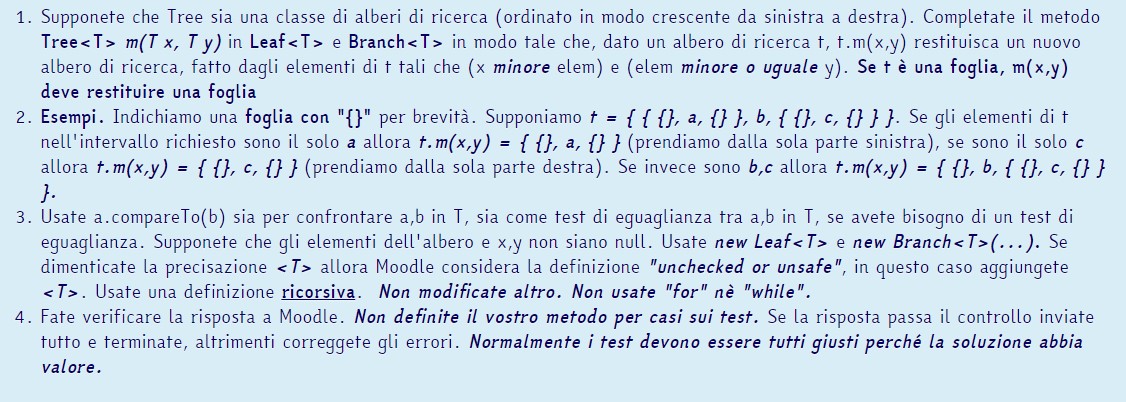 1. Supponete che Tree sia una classe di alberi di ricerca (ordinato in modo crescente da sinistra a destra). Completate il metodo
Tree<T> m(T x, T y) in Leaf<T> e Branch<T> in modo tale che, dato un albero di ricerca t, t.m(x,y) restituisca un nuovo
albero di ricerca, fatto dagli elementi di t tali che (x minore elem) e (elem minore o uguale y). Se t è una foglia, m(x,y)
deve restituire una foglia
2. Esempi. Indichiamo una foglia con "{}" per brevità. Supponiamo t = { { {}, a, {} }, b, { {}, c, {} } }. Se gli elementi di t
nell'intervallo richiesto sono il solo a allora t.m(x,y) = { {}, a, {} } (prendiamo dalla sola parte sinistra), se sono il solo c
allora t.m(x,y) = { {}, c, {} } (prendiamo dalla sola parte destra). Se invece sono b,c allora t.m(x,y) = { {}, b, { {}, c, {} }
}.
3. Usate a.compareTo(b) sia per confrontare a,b in T, sia come test di eguaglianza tra a,b in T, se avete bisogno di un test di
eguaglianza. Supponete che gli elementi dell'albero e x,y non siano null. Usate new Leaf<T> e new Branch<T>(...). Se
dimenticate la precisazione <T> allora Moodle considera la definizione "unchecked or unsafe", in questo caso aggiungete
<T>. Usate una definizione ricorsiva. Non modificate altro. Non usate "for" nè "while".
4. Fate verificare la risposta a Moodle. Non definite il vostro metodo per casi sui test. Se la risposta passa il controllo inviate
tutto e terminate, altrimenti correggete gli errori. Normalmente i test devono essere tutti giusti perché la soluzione abbia
valore.